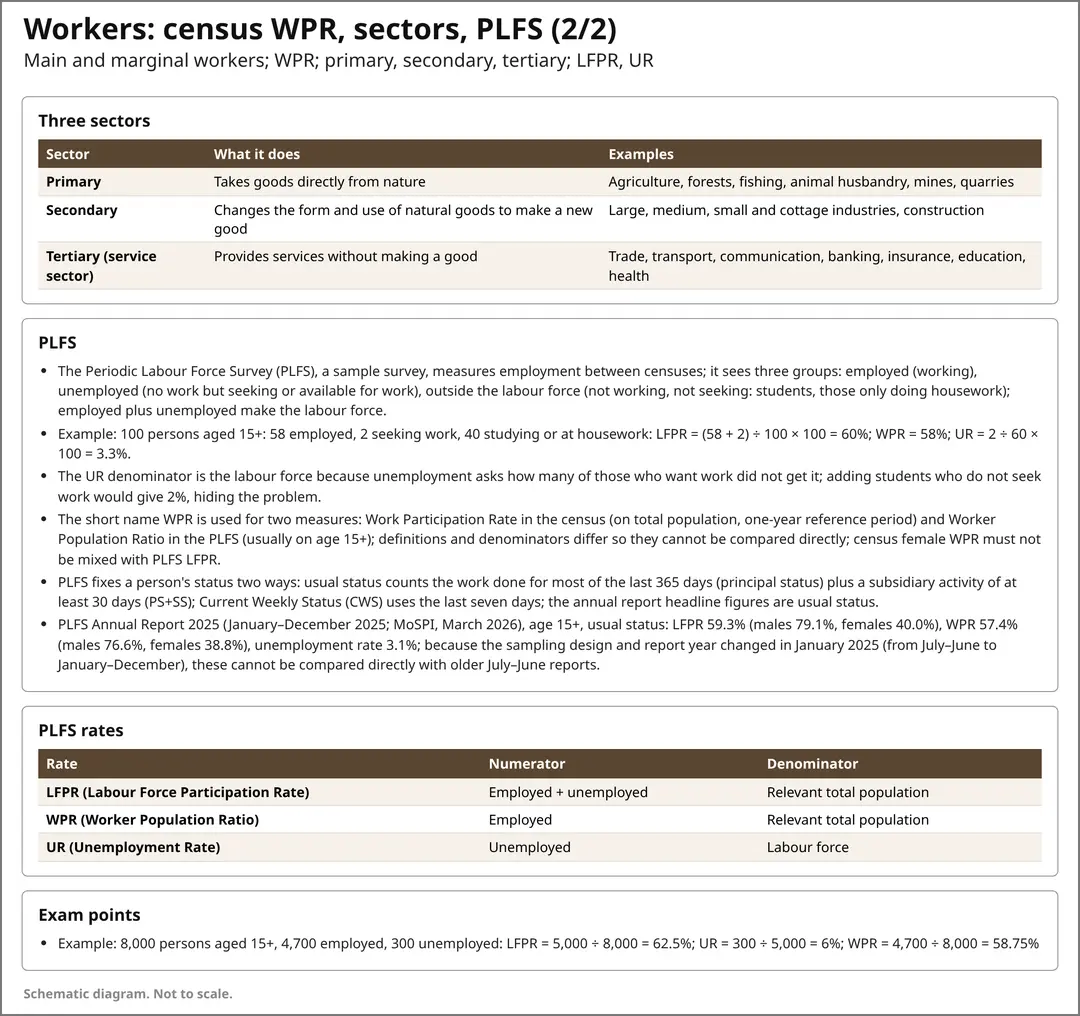 Workers: census WPR, sectors, PLFS (2/2)
Main and marginal workers; WPR; primary, secondary, tertiary; LFPR, UR
Three sectors
Sector What it does Examples
Primary Takes goods directly from nature Agriculture, forests, fishing, animal husbandry, mines, quarries
Secondary Changes the form and use of natural goods to make a new Large, medium, small and cottage industries, construction
good
Tertiary (service Provides services without making a good Trade, transport, communication, banking, insurance, education,
sector) health
PLFS
• The Periodic Labour Force Survey (PLFS), a sample survey, measures employment between censuses; it sees three groups: employed (working),
unemployed (no work but seeking or available for work), outside the labour force (not working, not seeking: students, those only doing housework);
employed plus unemployed make the labour force.
• Example: 100 persons aged 15+: 58 employed, 2 seeking work, 40 studying or at housework: LFPR = (58 + 2) ÷ 100 × 100 = 60%; WPR = 58%; UR = 2 ÷ 60 ×
100 = 3.3%.
• The UR denominator is the labour force because unemployment asks how many of those who want work did not get it; adding students who do not seek
work would give 2%, hiding the problem.
• The short name WPR is used for two measures: Work Participation Rate in the census (on total population, one-year reference period) and Worker
Population Ratio in the PLFS (usually on age 15+); definitions and denominators differ so they cannot be compared directly; census female WPR must not
be mixed with PLFS LFPR.
• PLFS fixes a person's status two ways: usual status counts the work done for most of the last 365 days (principal status) plus a subsidiary activity of at
least 30 days (PS+SS); Current Weekly Status (CWS) uses the last seven days; the annual report headline figures are usual status.
• PLFS Annual Report 2025 (January–December 2025; MoSPI, March 2026), age 15+, usual status: LFPR 59.3% (males 79.1%, females 40.0%), WPR 57.4%
(males 76.6%, females 38.8%), unemployment rate 3.1%; because the sampling design and report year changed in January 2025 (from July–June to
January–December), these cannot be compared directly with older July–June reports.
PLFS rates
Rate Numerator Denominator
LFPR (Labour Force Participation Rate) Employed + unemployed Relevant total population
WPR (Worker Population Ratio) Employed Relevant total population
UR (Unemployment Rate) Unemployed Labour force
Exam points
• Example: 8,000 persons aged 15+, 4,700 employed, 300 unemployed: LFPR = 5,000 ÷ 8,000 = 62.5%; UR = 300 ÷ 5,000 = 6%; WPR = 4,700 ÷ 8,000 = 58.75%
Schematic diagram. Not to scale.